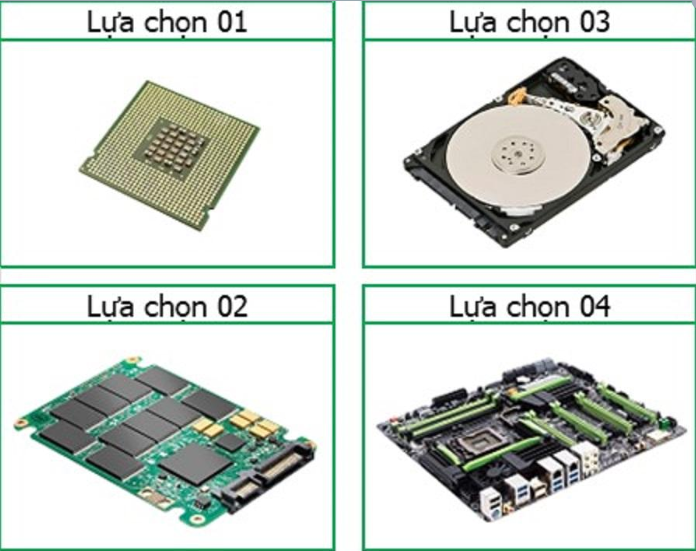 Lựa chọn 01
Lựa chọn 03
Lựa chọn 02
Lựa chọn 04